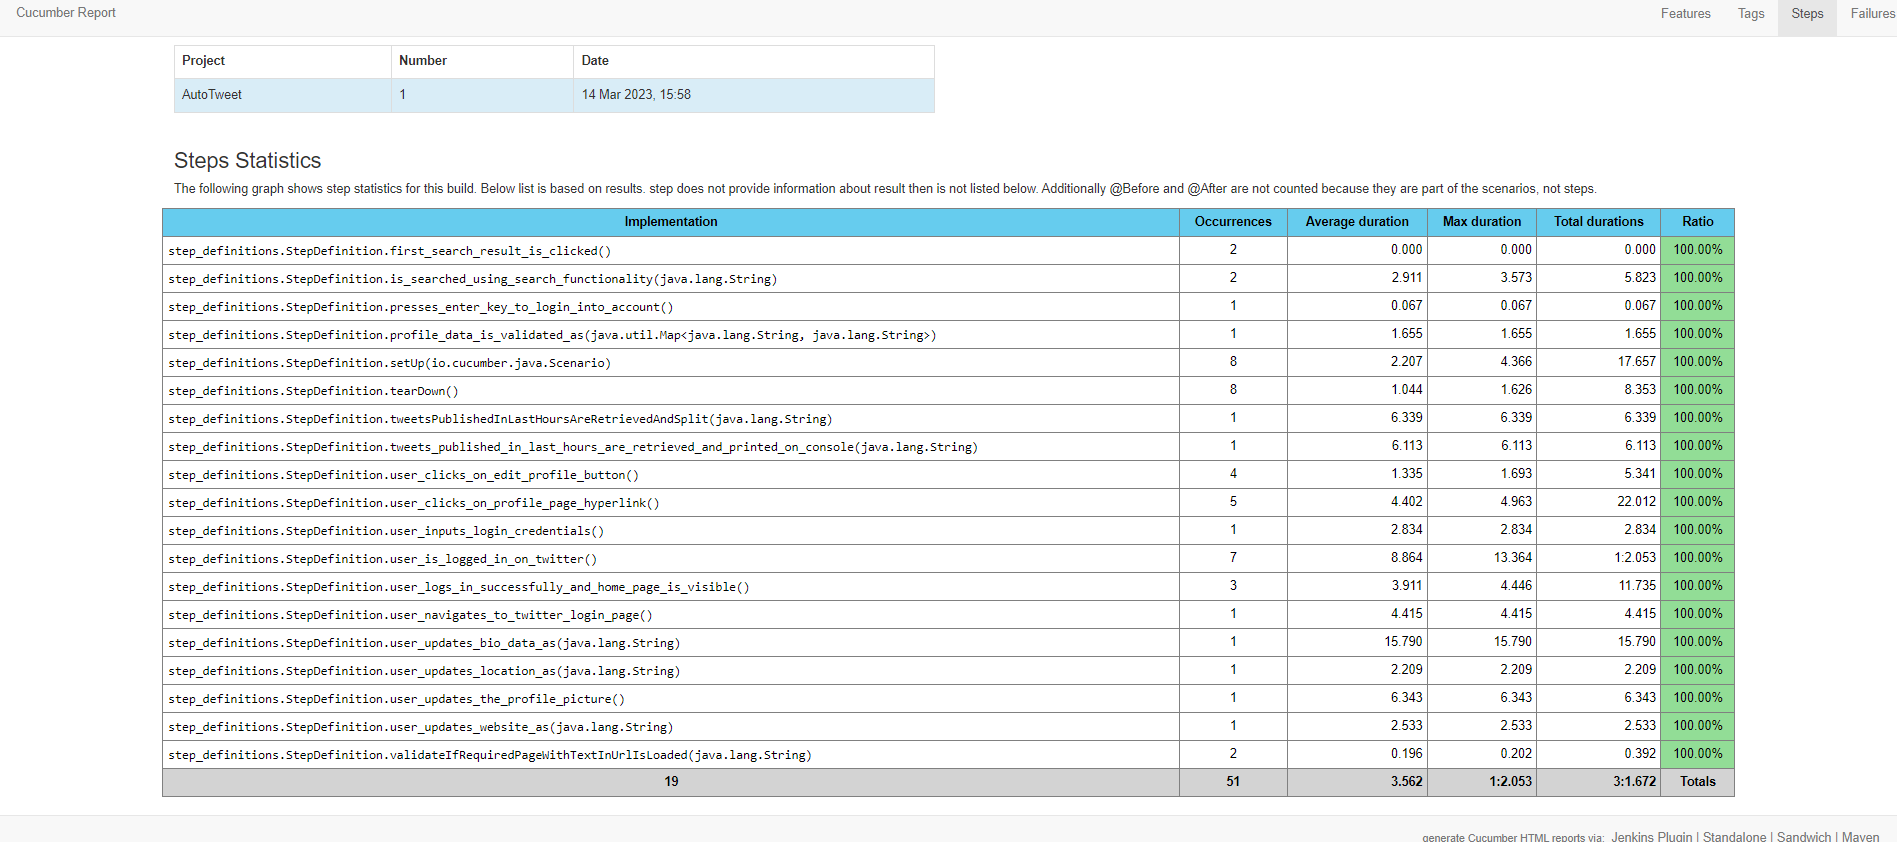 Cucumber Report Features Tags Steps Failures
Project Number Date
AutoTweet 1 14 Mar 2023, 15:58
Steps Statistics
The following graph shows step statistics for this build. Below list is based on results. step does not provide information about result then is not listed below. Additionally @Before and @After are not counted because they are part of the scenarios, not steps.
Implementation Occurrences Average duration Max duration Total durations Ratio
step_definitions.StepDefinition.first_search_result_is_clicked() 2 0.000 0.000 0.000 100.00%
step_definitions.StepDefinition.is_searched_using_search_functionality(java.lang.String) 2 2.911 3.573 5.823 100.00%
step_definitions.StepDefinition.presses_enter_key_to_login_into_account() 1 0.067 0.067 0.067 100.00%
step_definitions.StepDefinition.profile_data_is_validated_as(java.util.Map<java.lang.String, java.lang.String>) 1 1.655 1.655 1.655 100.00%
step_definitions.StepDefinition.setUp(io.cucumber.java.Scenario) 8 2.207 4.366 17.657 100.00%
step_definitions.StepDefinition.tearDown() 8 1.044 1.626 8.353 100.00%
step_definitions.StepDefinition.tweetsPublishedInLastHoursAreRetrievedAndSplit(java.lang.String) 1 6.339 6.339 6.339 100.00%
step_definitions.StepDefinition.tweets_published_in_last_hours_are_retrieved_and_printed_on_console(java.lang.String) 1 6.113 6.113 6.113 100.00%
step_definitions.StepDefinition.user_clicks_on_edit_profile_button() 4 1.335 1.693 5.341 100.00%
step_definitions.StepDefinition.user_clicks_on_profile_page_hyperlink() 5 4.402 4.963 22.012 100.00%
step_definitions.StepDefinition.user_inputs_login_credentials() 1 2.834 2.834 2.834 100.00%
step_definitions.StepDefinition.user_is_logged_in_on_twitter() 7 8.864 13.364 1:2.053 100.00%
step_definitions.StepDefinition.user_logs_in_successfully_and_home_page_is_visible() 3 3.911 4.446 11.735 100.00%
step_definitions.StepDefinition.user_navigates_to_twitter_login_page() 1 4.415 4.415 4.415 100.00%
step_definitions.StepDefinition.user_updates_bio_data_as(java.lang.String) 1 15.790 15.790 15.790 100.00%
step_definitions.StepDefinition.user_updates_location_as(java.lang.String) 1 2.209 2.209 2.209 100.00%
step_definitions.StepDefinition.user_updates_the_profile_picture() 1 6.343 6.343 6.343 100.00%
step_definitions.StepDefinition.user_updates_website_as(java.lang.String) 1 2.533 2.533 2.533 100.00%
step_definitions.StepDefinition.validateIfRequiredPageWithTextInUrlIsLoaded(java.lang.String) 2 0.196 0.202 0.392 100.00%
19 51 3.562 1:2.053 3:1.672 Totals
generate Cucumber HTML reports via: Jenkins Plugin | Standalone | Sandwich | Maven